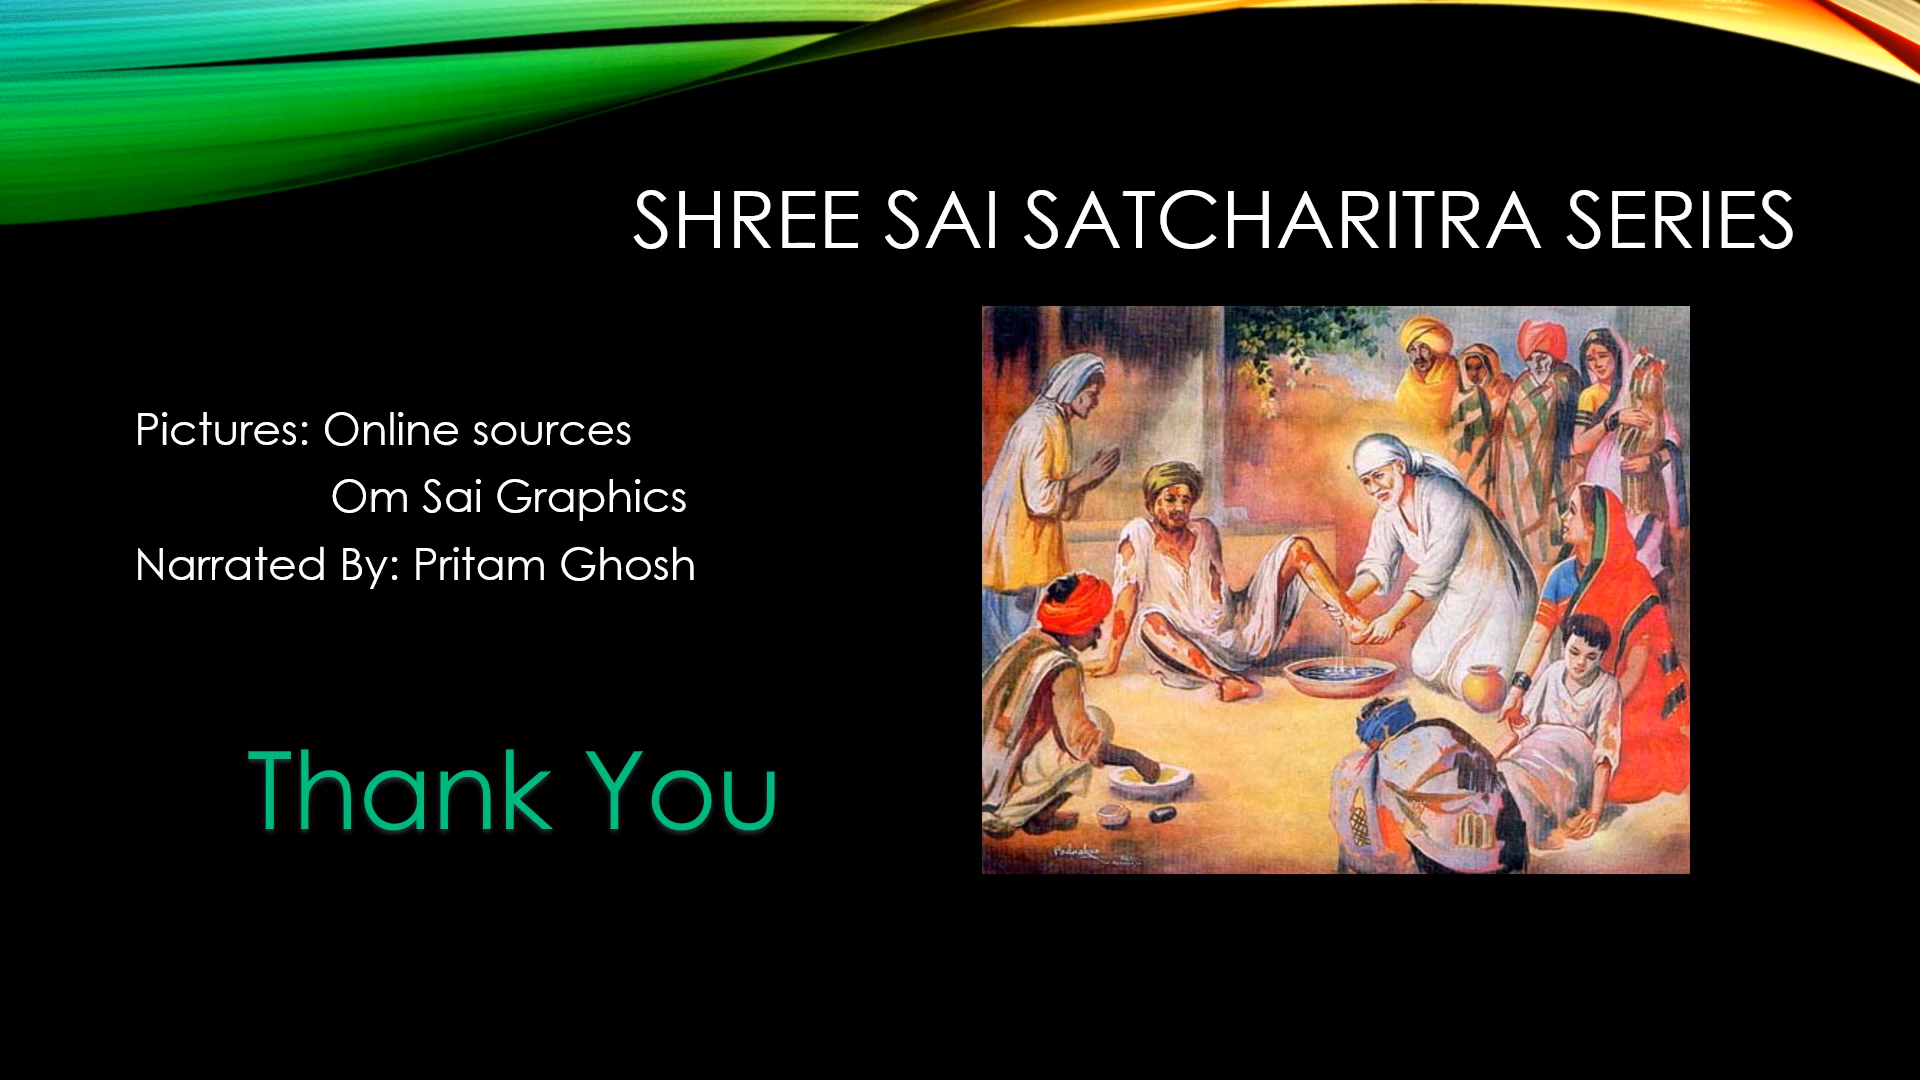 SHREE SAI SATCHARITRA SERIES
Pictures: Online sources
Om Sai Graphics
Narrated By: Pritam Ghosh
Thank You